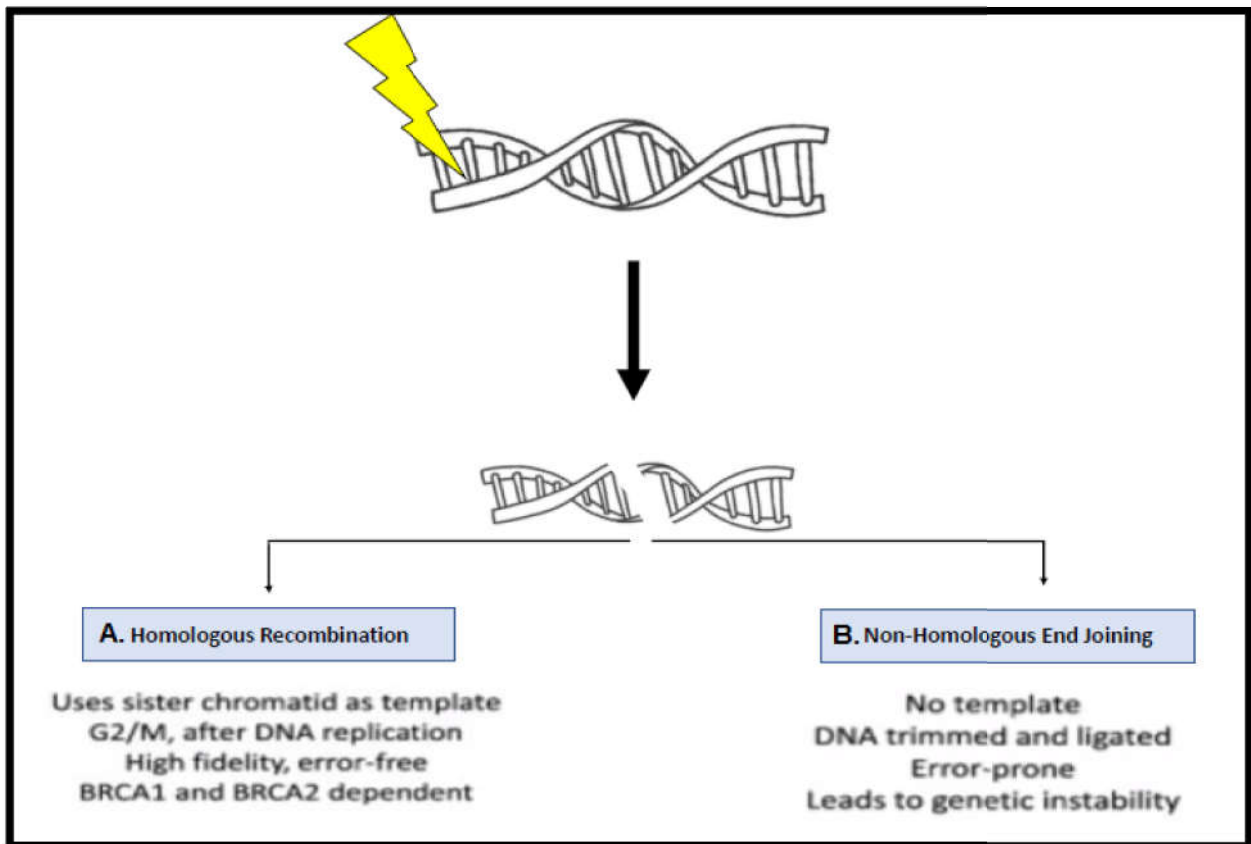 A. Homologous Recombination
Uses sister chromatid as template
G2/M, after DNA replication
High fidelity, error-free
BRCA1 and BRCA2 dependent
B. Non-Homologous End Joining
No template
DNA trimmed and ligated
Error-prone
Leads to genetic instability